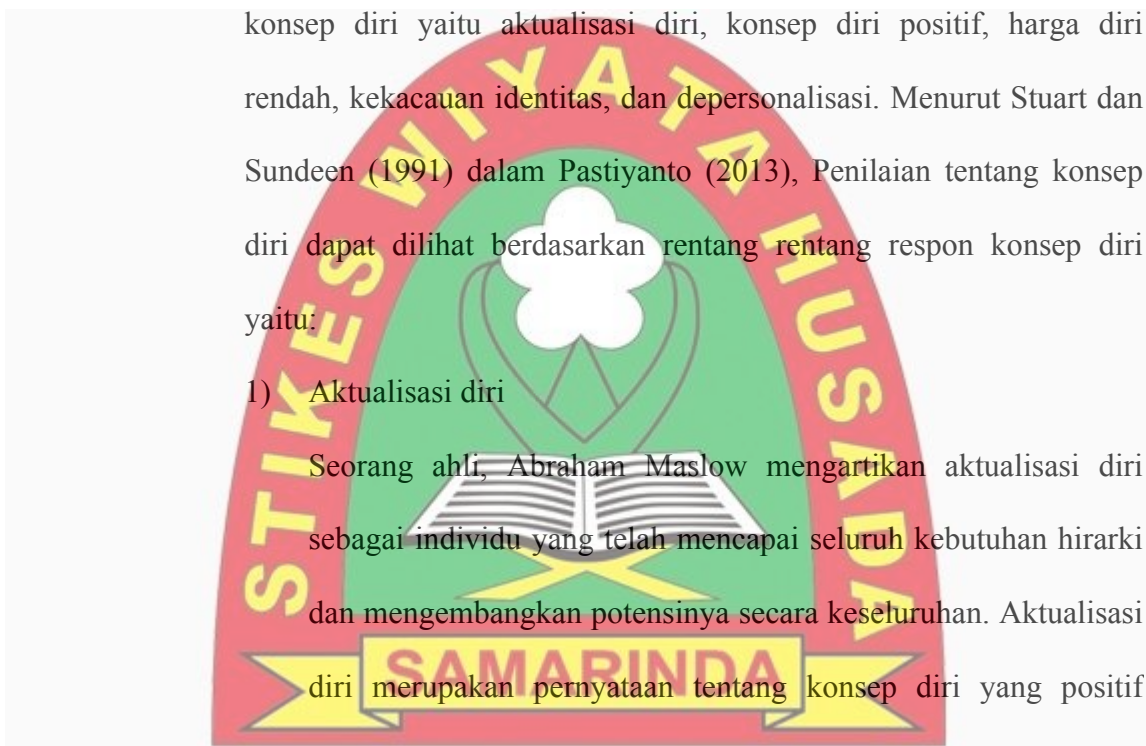 konsep diri yaitu aktualisasi diri, konsep diri positif, harga diri
rendah, kekacauan identitas, dan depersonalisasi. Menurut Stuart dan
Sundeen (1991) dalam Pastiyanto (2013), Penilaian tentang konsep
diri dapat dilihat berdasarkan rentang rentang respon konsep diri
yaitu:
1) Aktualisasi diri
Seorang ahli, Abraham Maslow mengartikan aktualisasi diri
sebagai individu yang telah mencapai seluruh kebutuhan hirarki
dan mengembangkan potensinya secara keseluruhan. Aktualisasi
diri merupakan pernyataan tentang konsep diri yang positif
STIKES WIYATA HUSADA
SAMARINDA